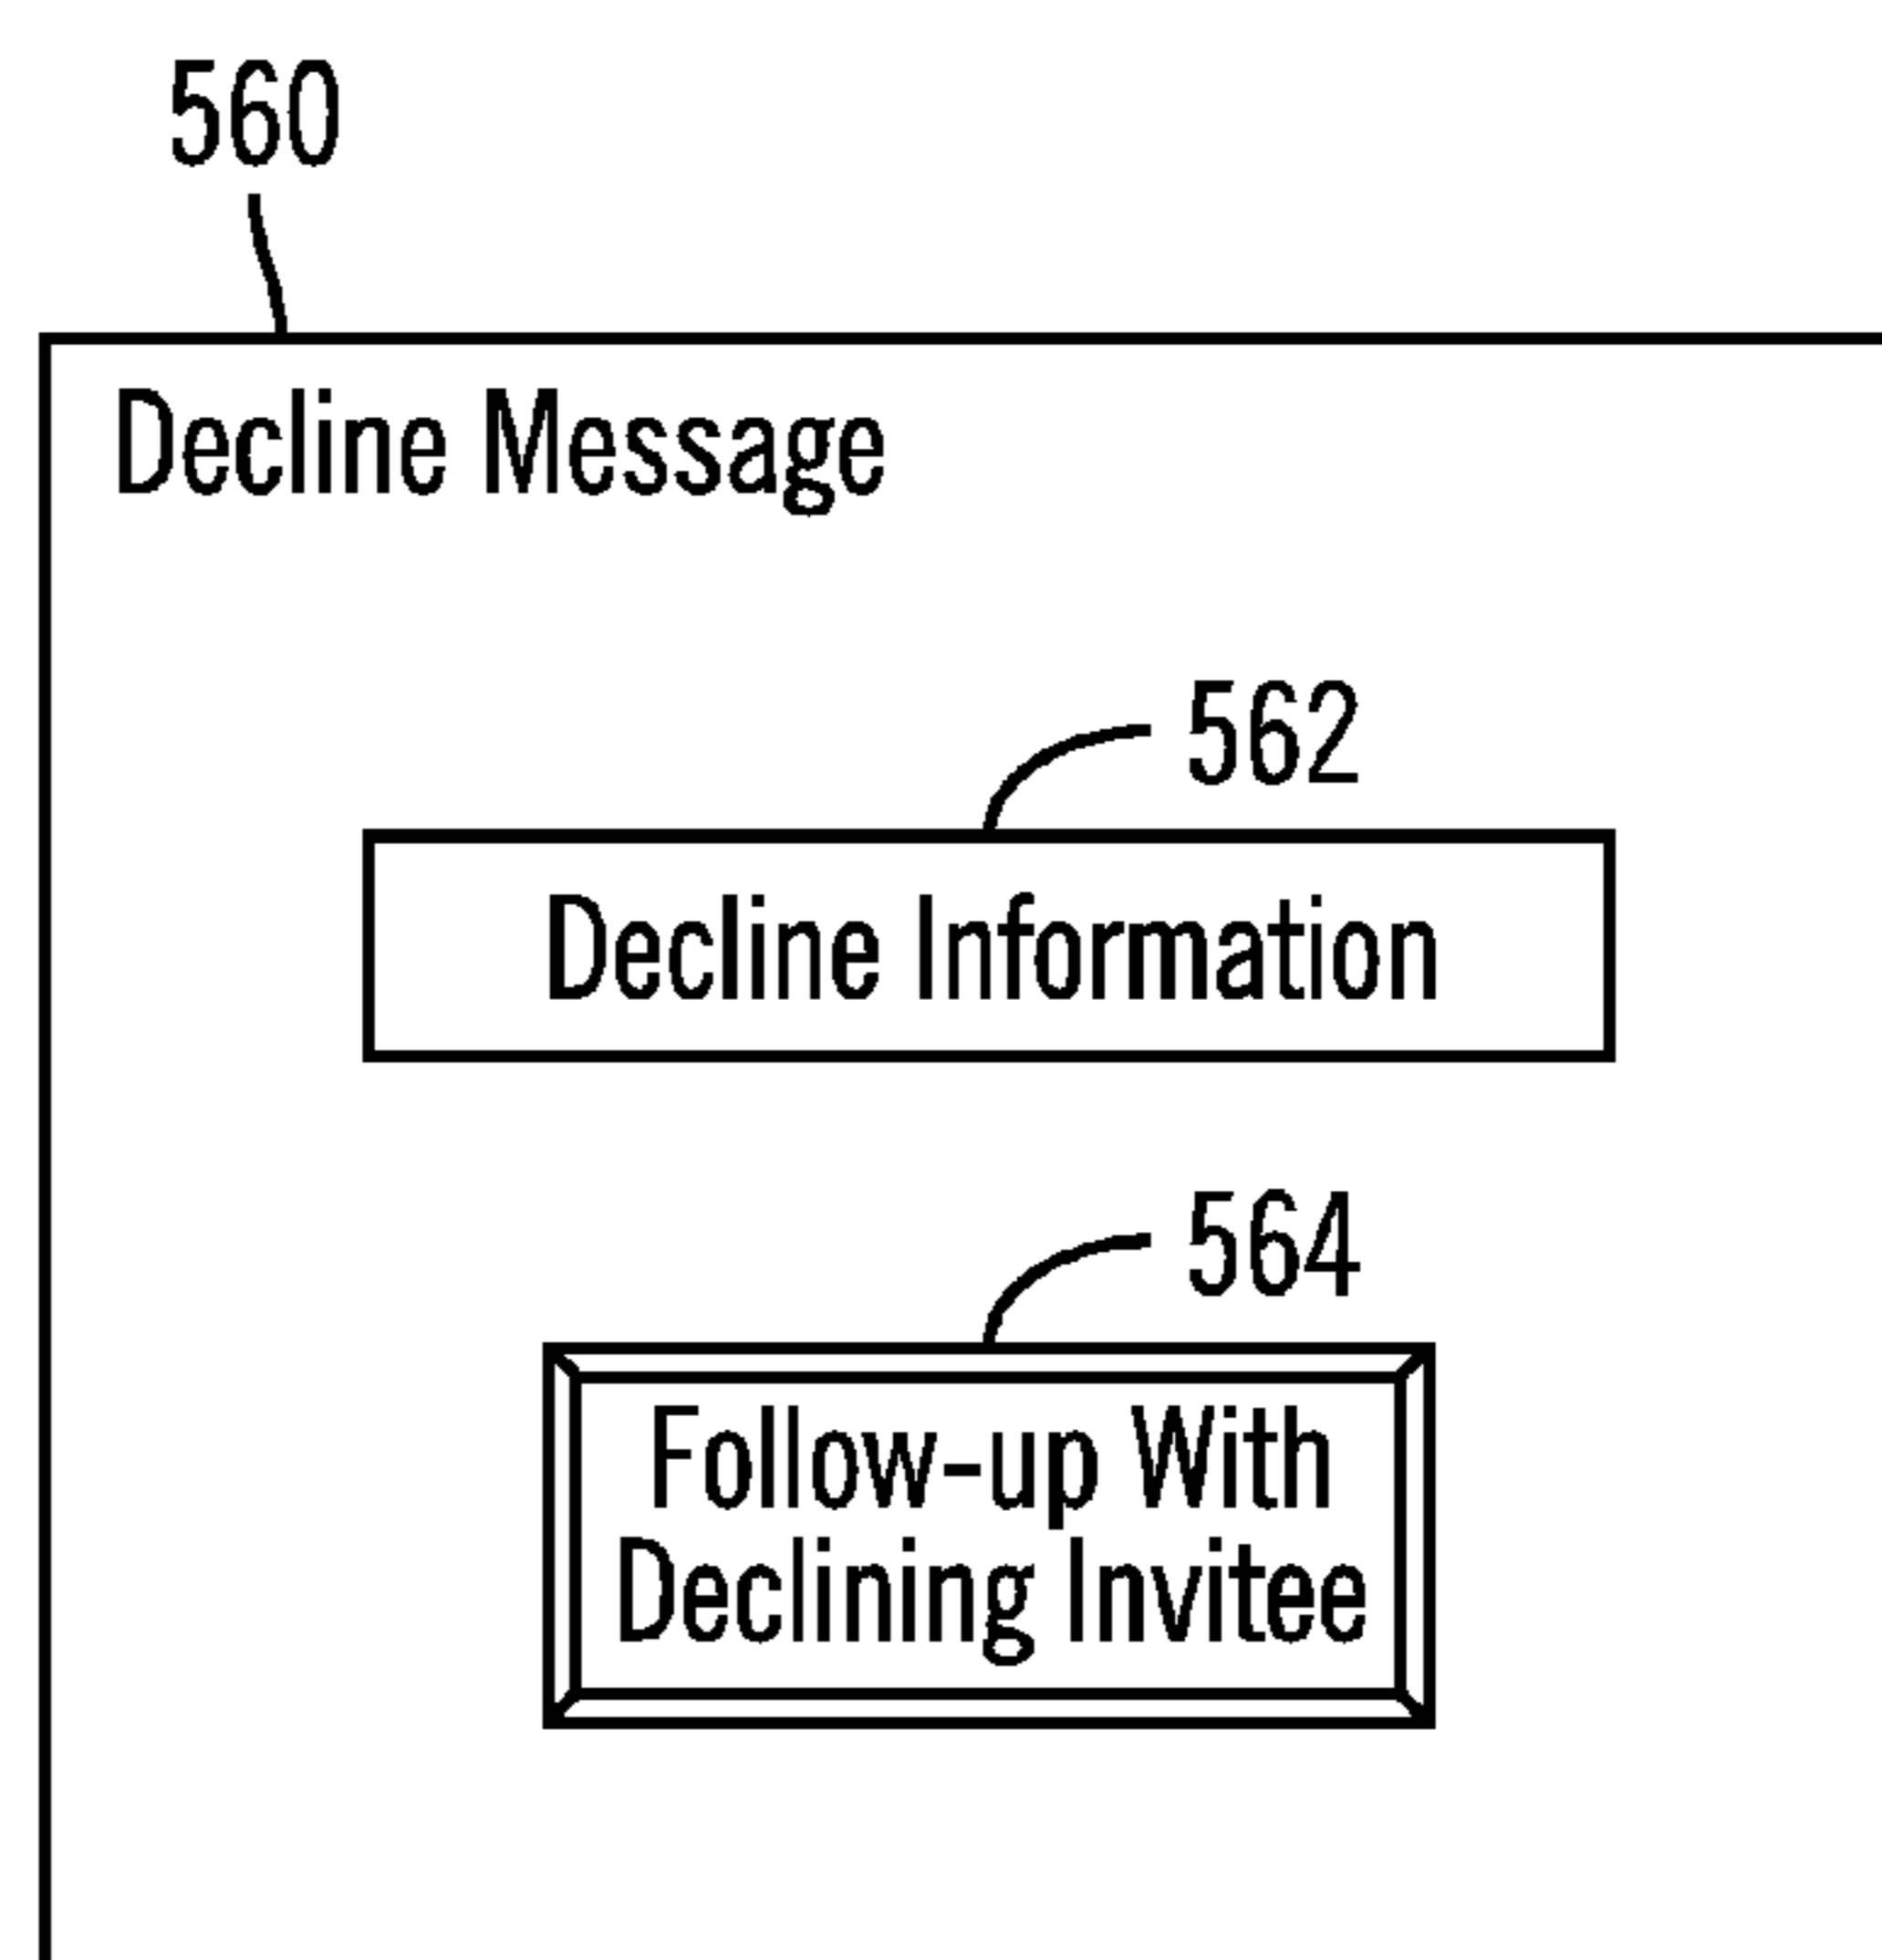 560
Decline Message
562
Decline Information
564
Follow-up With
Declining Invitee